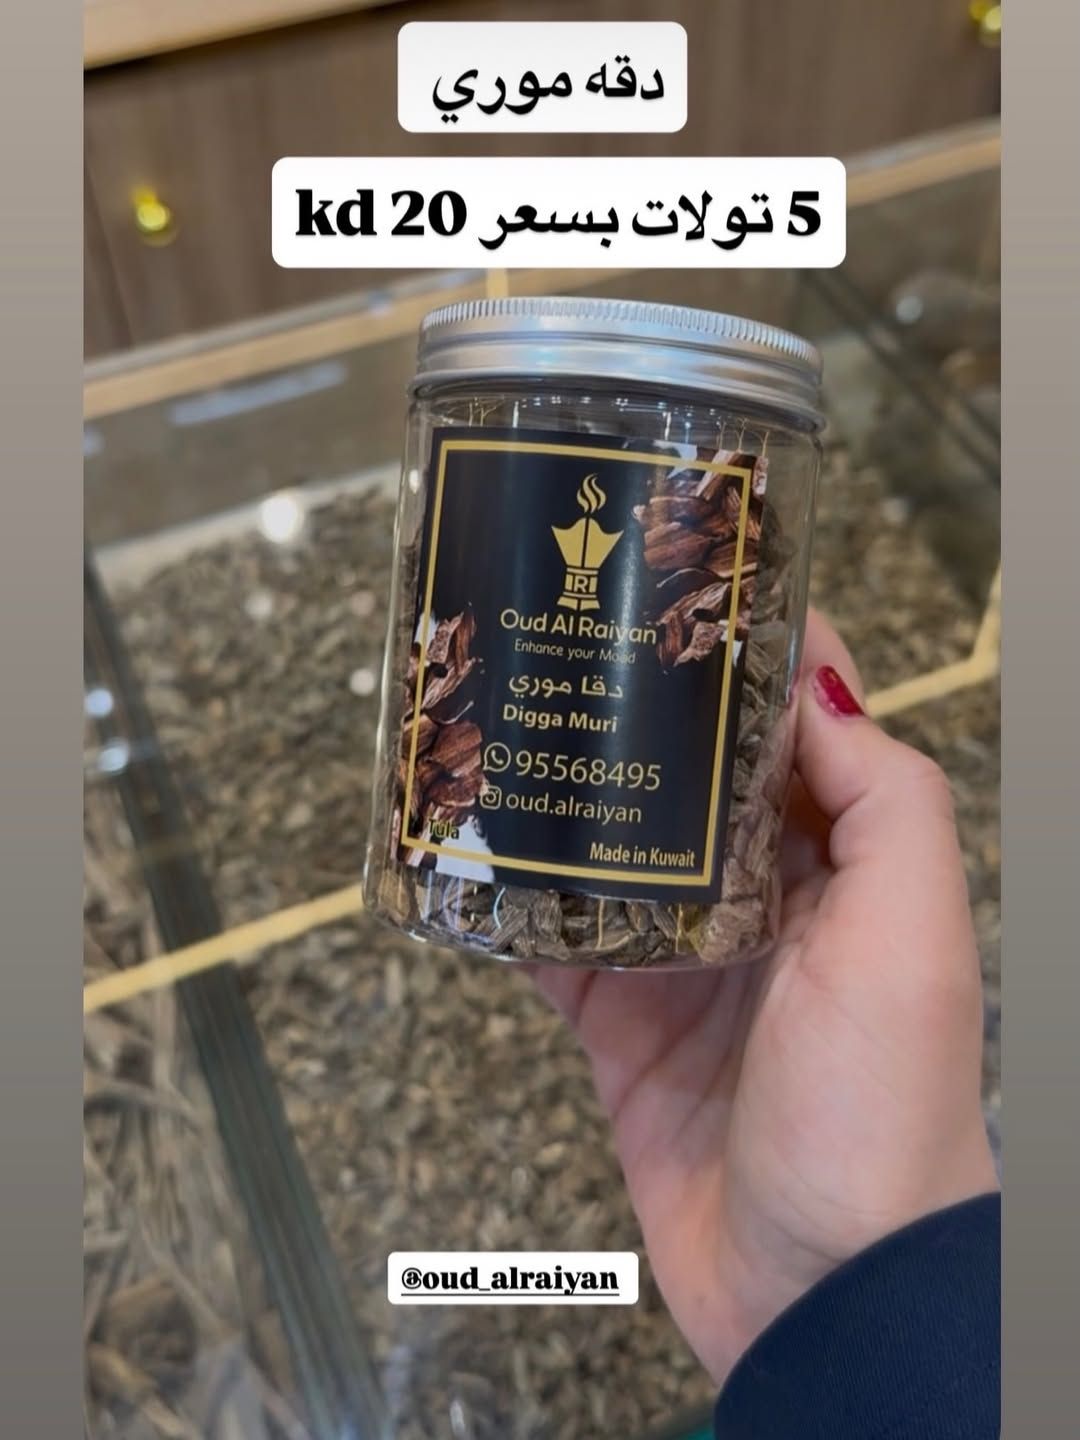 دقه موري
5 تولات بسعر 20 kd
R
Oud Al Raiyan
Enhance your Mood
دقا موري
Digga Muri
95568495
oud.alraiyan
Tula
Made in Kuwait
@oud_alraiyan